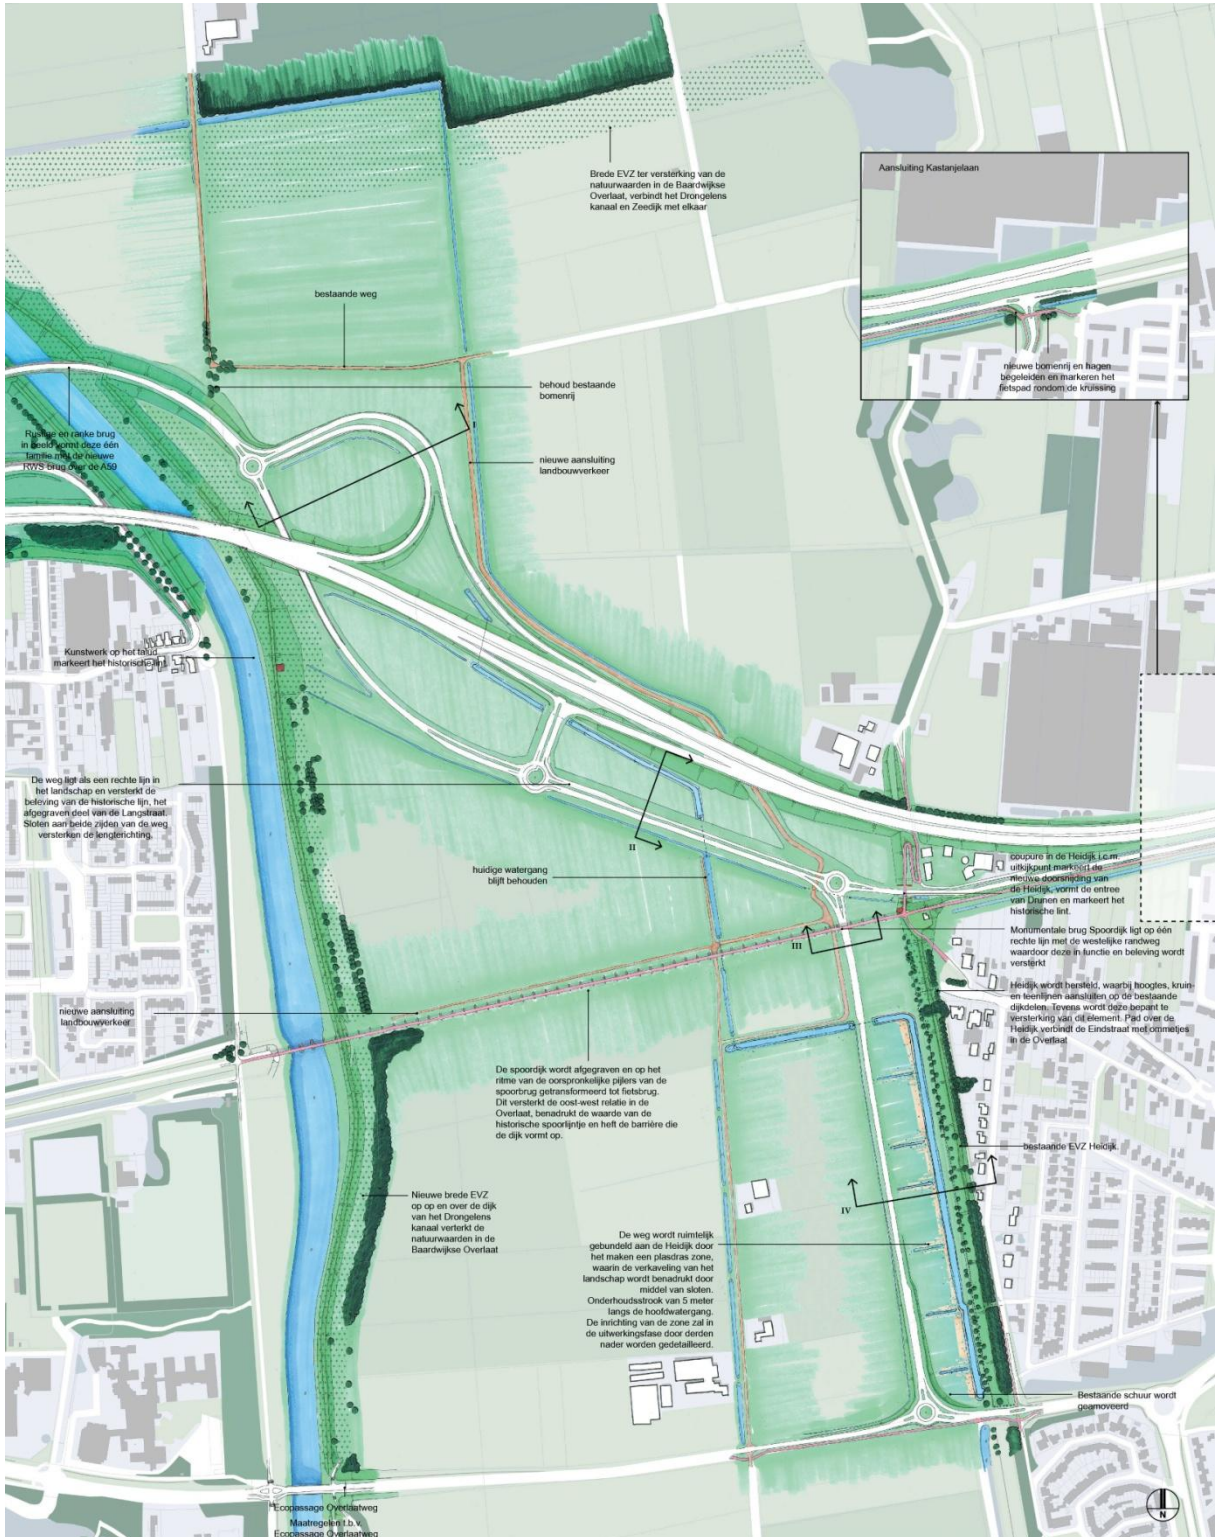 Brede EVZ ter versterking van de
natuurwaarden in de Baardwijkse
Overlaat, verbindt het Drongelens
kanaal en Zeedijk met elkaar
Aansluiting Kastanjelaan
nieuwe bomenrij en hagen
begeleiden en markeren het
fietspad rondom de kruissing
bestaande weg
behoud bestaande
bomenrij
Rustige en ranke brug
in beeld vormt deze één
familie met de nieuwe
RWS brug over de A59
I
nieuwe aansluiting
landbouwverkeer
Kunstwerk op het talud
markeert het historische lint
De weg ligt als een rechte lijn in
het landschap en versterkt de
beleving van de historische lijn, het
afgegraven deel van de Langstraat.
Sloten aan beide zijden van de weg
versterken de lengterichting.
II
huidige watergang
blijft behouden
coupure in de Heidijk i.c.m.
uitkijkpunt markeert de
nieuwe doorsnijding van
de Heidijk, vormt de entree
van Drunen en markeert het
historische lint.
III
Monumentale brug Spoordijk ligt op één
rechte lijn met de westelijke randweg
waardoor deze in functie en beleving wordt
versterkt
Heidijk wordt hersteld, waarbij hoogtes, kruin-
en teenlijnen aansluiten op de bestaande
dijkdelen. Tevens wordt deze bepant te
versterking van dit element. Pad over de
Heidijk verbindt de Eindstraat met ommetjes
in de Overlaat
nieuwe aansluiting
landbouwverkeer
De spoordijk wordt afgegraven en op het
ritme van de oorspronkelijke pijlers van de
spoorbrug getransformeerd tot fietsbrug.
Dit versterkt de oost-west relatie in de
Overlaat, benadrukt de waarde van de
historische spoorlijntje en heft de barrière die
de dijk vormt op.
bestaande EVZ Heidijk.
Nieuwe brede EVZ
op op en over de dijk
van het Drongelens
kanaal verterkt de
natuurwaarden in de
Baardwijkse Overlaat
IV
De weg wordt ruimtelijk
gebundeld aan de Heidijk door
het maken een plasdras zone,
waarin de verkaveling van het
landschap wordt benadrukt door
middel van sloten.
Onderhoudsstrook van 5 meter
langs de hoofdwatergang.
De inrichting van de zone zal in
de uitwerkingsfase door derden
nader worden gedetailleerd.
Bestaande schuur wordt
geamoveerd
Ecopassage Overlaatweg
Maatregelen t.b.v.
Ecopassage Overlaatweg
N